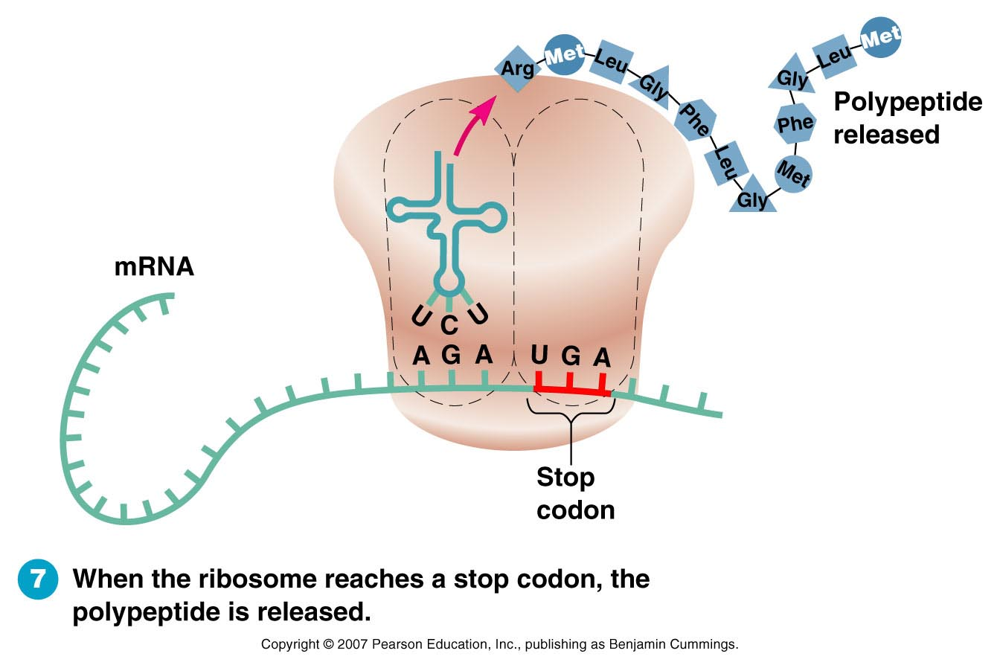 Arg
Met
Leu
Gly
Phe
Leu
Gly
Met
Phe
Gly
Leu
Met
Polypeptide
released
mRNA
U C U
A G A U G A
Stop
codon
7 When the ribosome reaches a stop codon, the
polypeptide is released.
Copyright © 2007 Pearson Education, Inc., publishing as Benjamin Cummings.